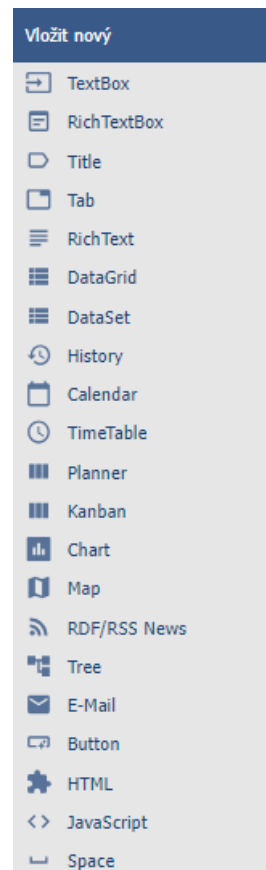 Vložit nový
TextBox
RichTextBox
Title
Tab
RichText
DataGrid
DataSet
History
Calendar
TimeTable
Planner
Kanban
Chart
Map
RDF/RSS News
Tree
E-Mail
Button
HTML
JavaScript
Space